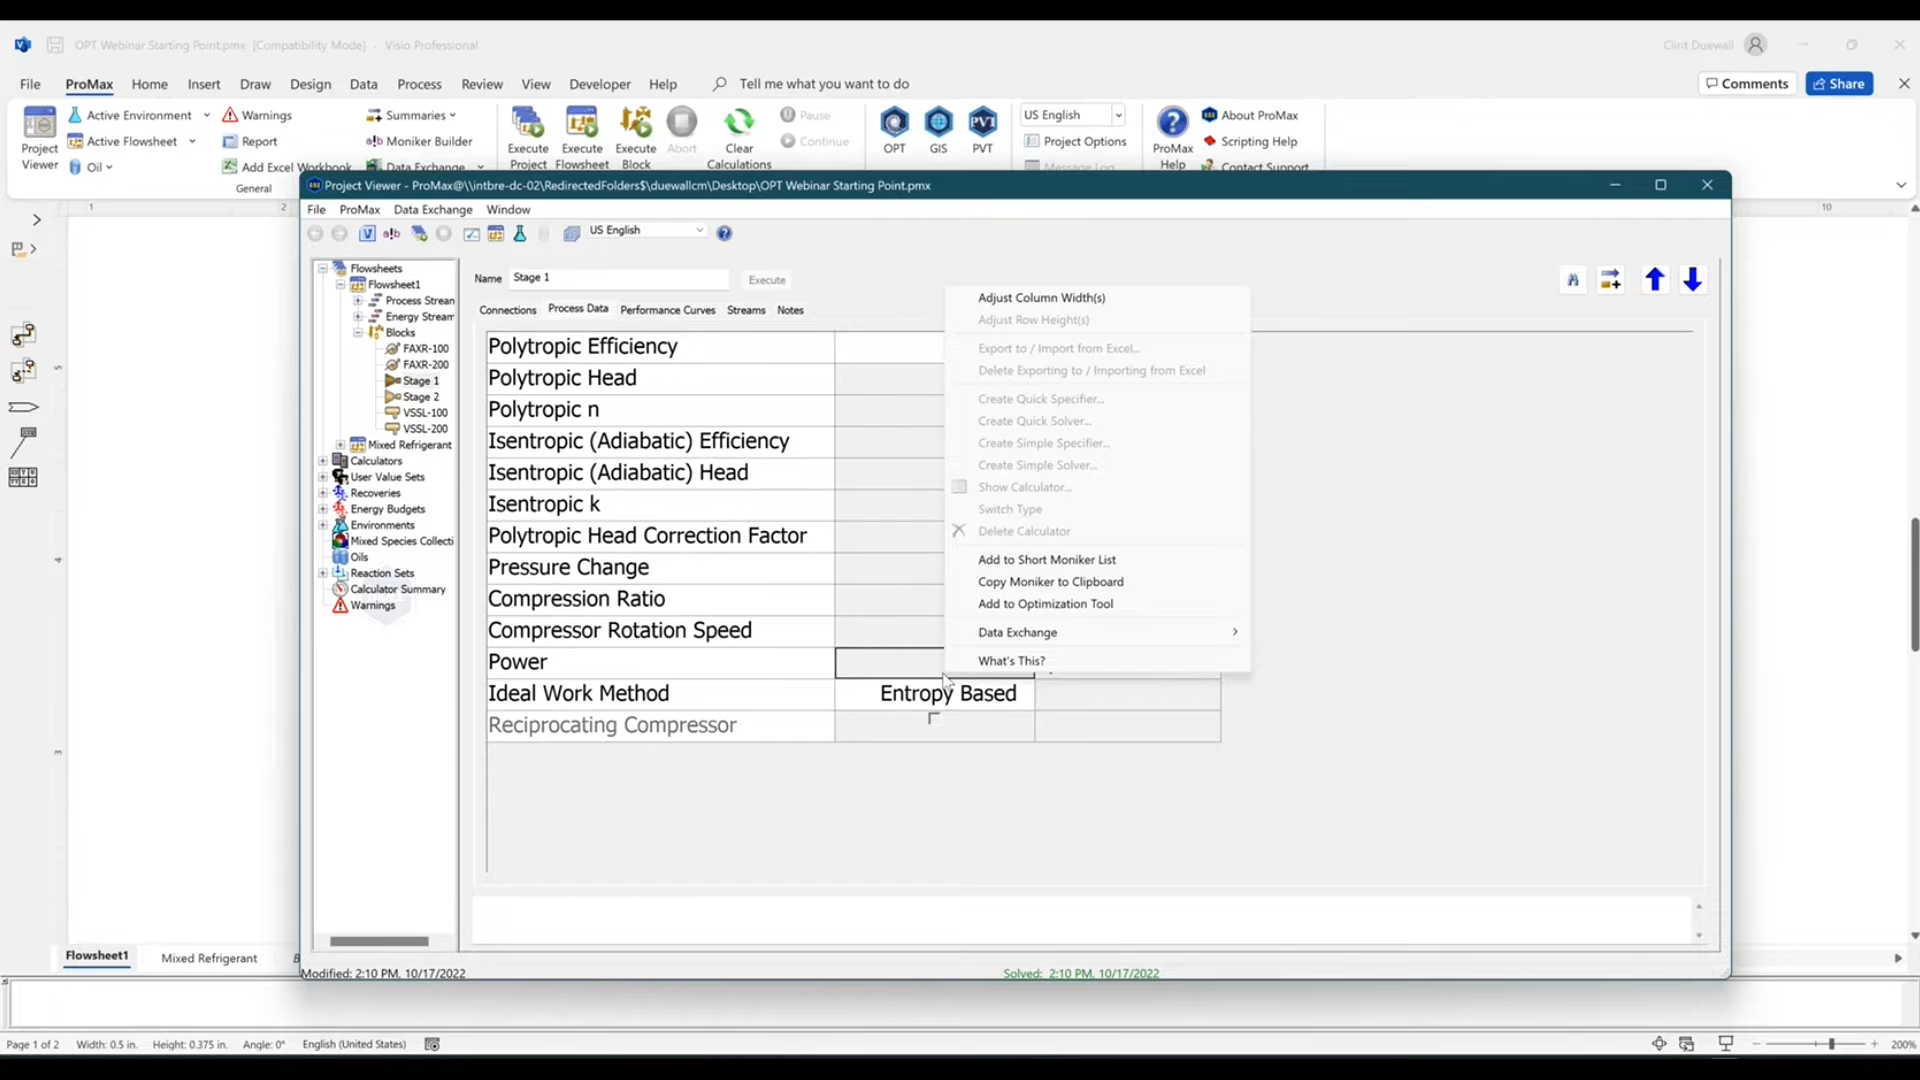 OPT Webinar Starting Point.pmx [Compatibility Mode] - Visio Professional
Clint Duewall
File ProMax Home Insert Draw Design Data Process Review View Developer Help Tell me what you want to do
Comments
Share
Project Viewer
Active Environment
Active Flowsheet
Oil
Warnings
Report
Add Excel Workbook
General
Summaries
a!b Moniker Builder
Data Exchange
Execute Project
Execute Flowsheet
Execute Block
Abort
Clear Calculations
Pause
Continue
OPT
GIS
PVT
PVT
US English
Project Options
Message Log
ProMax Help
About ProMax
Scripting Help
Contact Support
1
2
10
5
4
3
Project Viewer - ProMax@\\intbre-dc-02\RedirectedFolders$\duewallcm\Desktop\OPT Webinar Starting Point.pmx
File ProMax Data Exchange Window
a!b
US English
Flowsheets
Flowsheet1
Process Stream
Energy Stream
Blocks
FAXR-100
FAXR-200
Stage 1
Stage 2
VSSL-100
VSSL-200
Mixed Refrigerant
Calculators
User Value Sets
Recoveries
Energy Budgets
Environments
Mixed Species Collecti
Oils
Reaction Sets
Calculator Summary
Warnings
Name Stage 1 Execute
Connections Process Data Performance Curves Streams Notes
Polytropic Efficiency
Polytropic Head
Polytropic n
Isentropic (Adiabatic) Efficiency
Isentropic (Adiabatic) Head
Isentropic k
Polytropic Head Correction Factor
Pressure Change
Compression Ratio
Compressor Rotation Speed
Power
Ideal Work Method Entropy Based
Reciprocating Compressor
Adjust Column Width(s)
Adjust Row Height(s)
Export to / Import from Excel...
Delete Exporting to / Importing from Excel
Create Quick Specifier...
Create Quick Solver...
Create Simple Specifier...
Create Simple Solver...
Show Calculator...
Switch Type
Delete Calculator
Add to Short Moniker List
Copy Moniker to Clipboard
Add to Optimization Tool
Data Exchange
What's This?
Modified: 2:10 PM, 10/17/2022
Solved: 2:10 PM, 10/17/2022
Flowsheet1 Mixed Refrigerant
Page 1 of 2 Width: 0.5 in. Height: 0.375 in. Angle: 0° English (United States) 200%